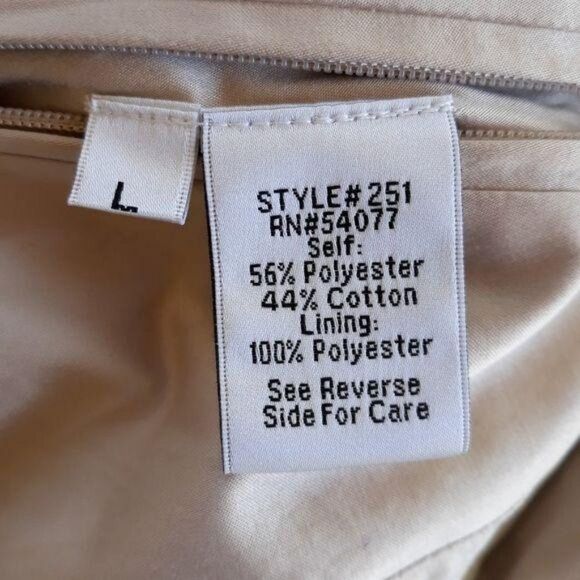 L
STYLE# 251
RN#54077
Self:
56% Polyester
44% Cotton
Lining:
100% Polyester
See Reverse
Side For Care